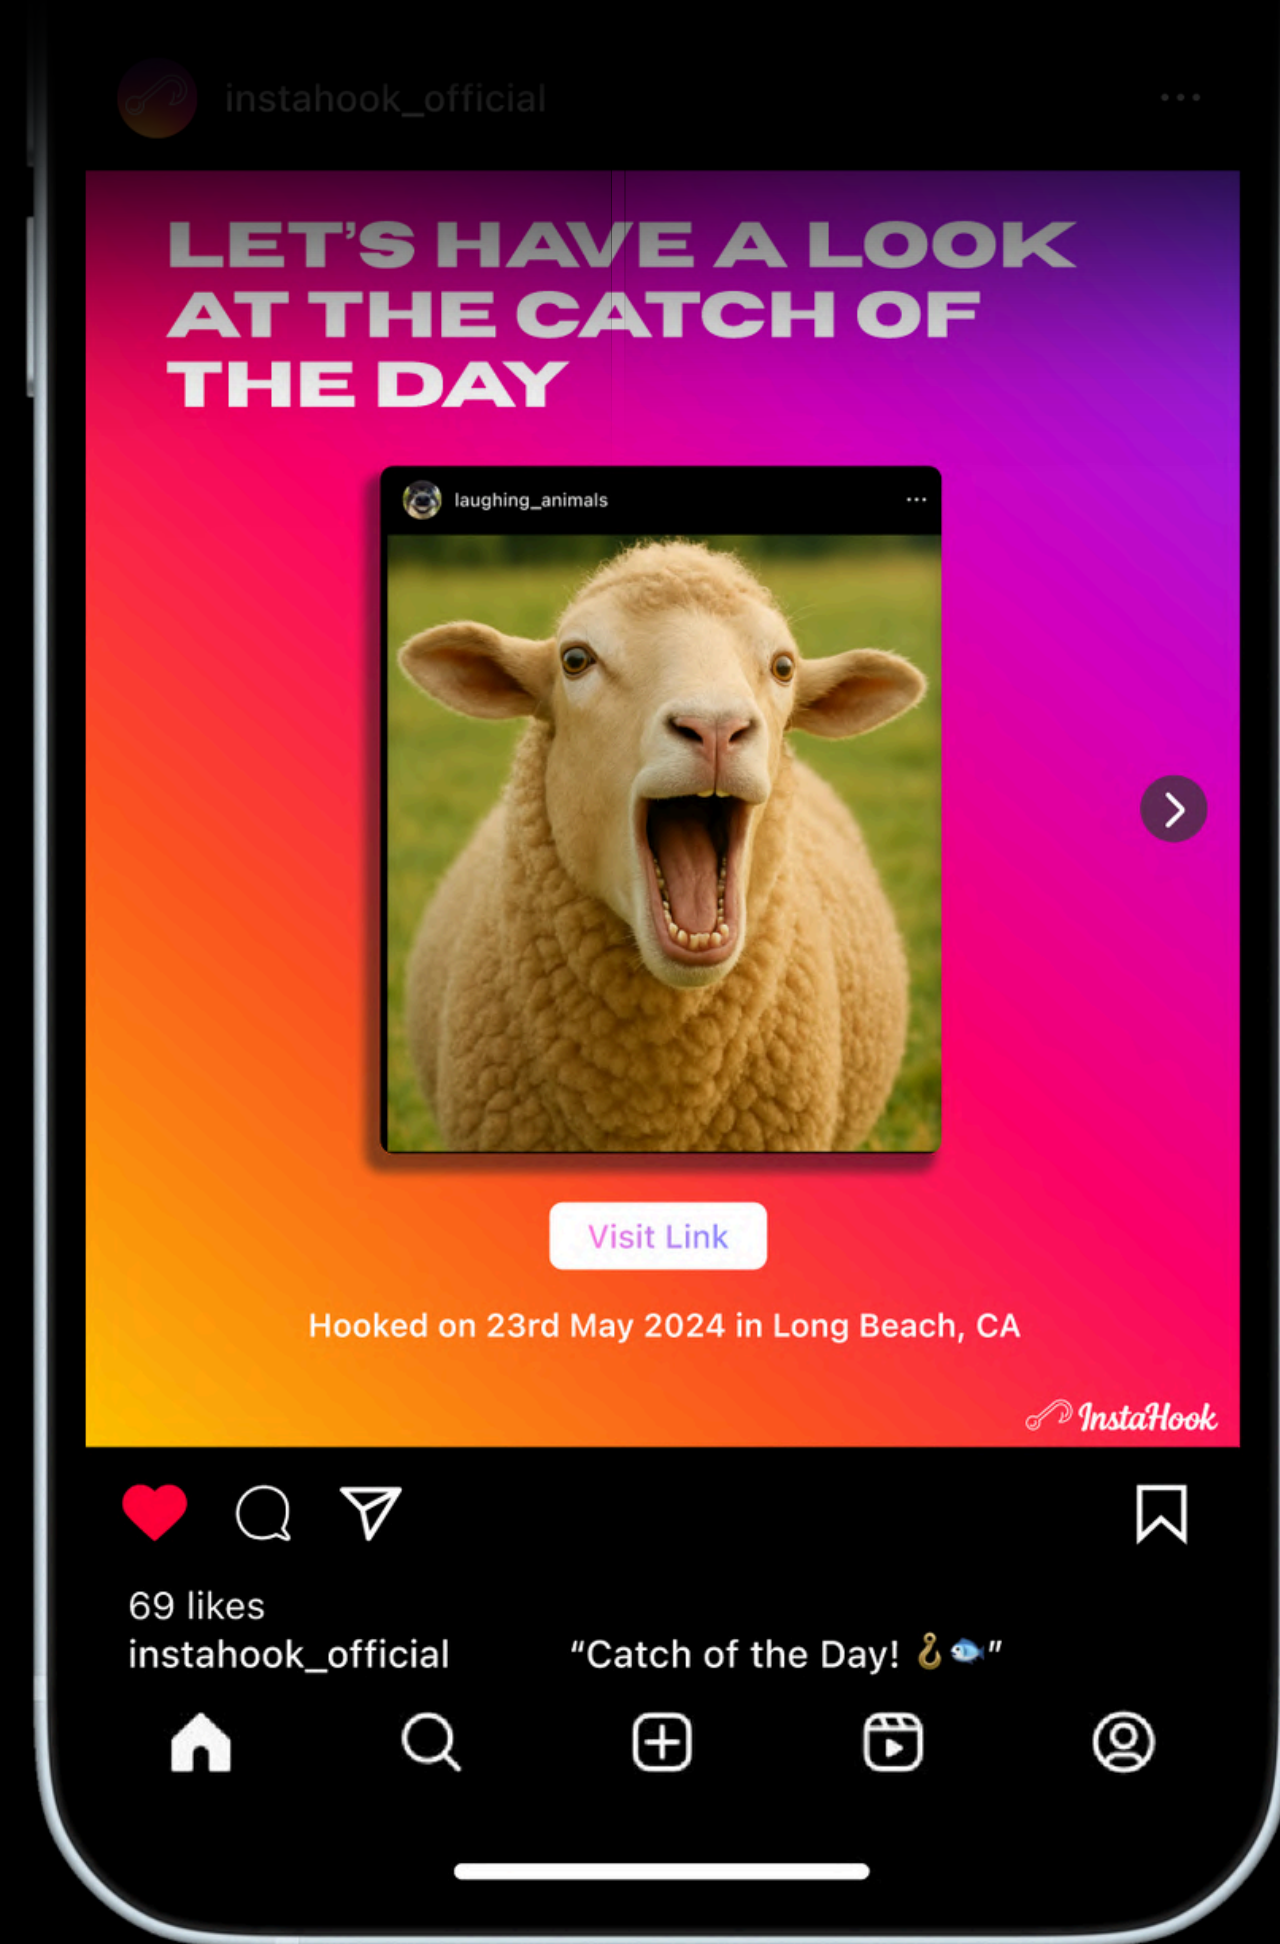 instahook_official
LET’S HAVE A LOOK
AT THE CATCH OF
THE DAY
laughing_animals
Visit Link
Hooked on 23rd May 2024 in Long Beach, CA
InstaHook
69 likes
instahook_official “Catch of the Day! 🪝🐟”